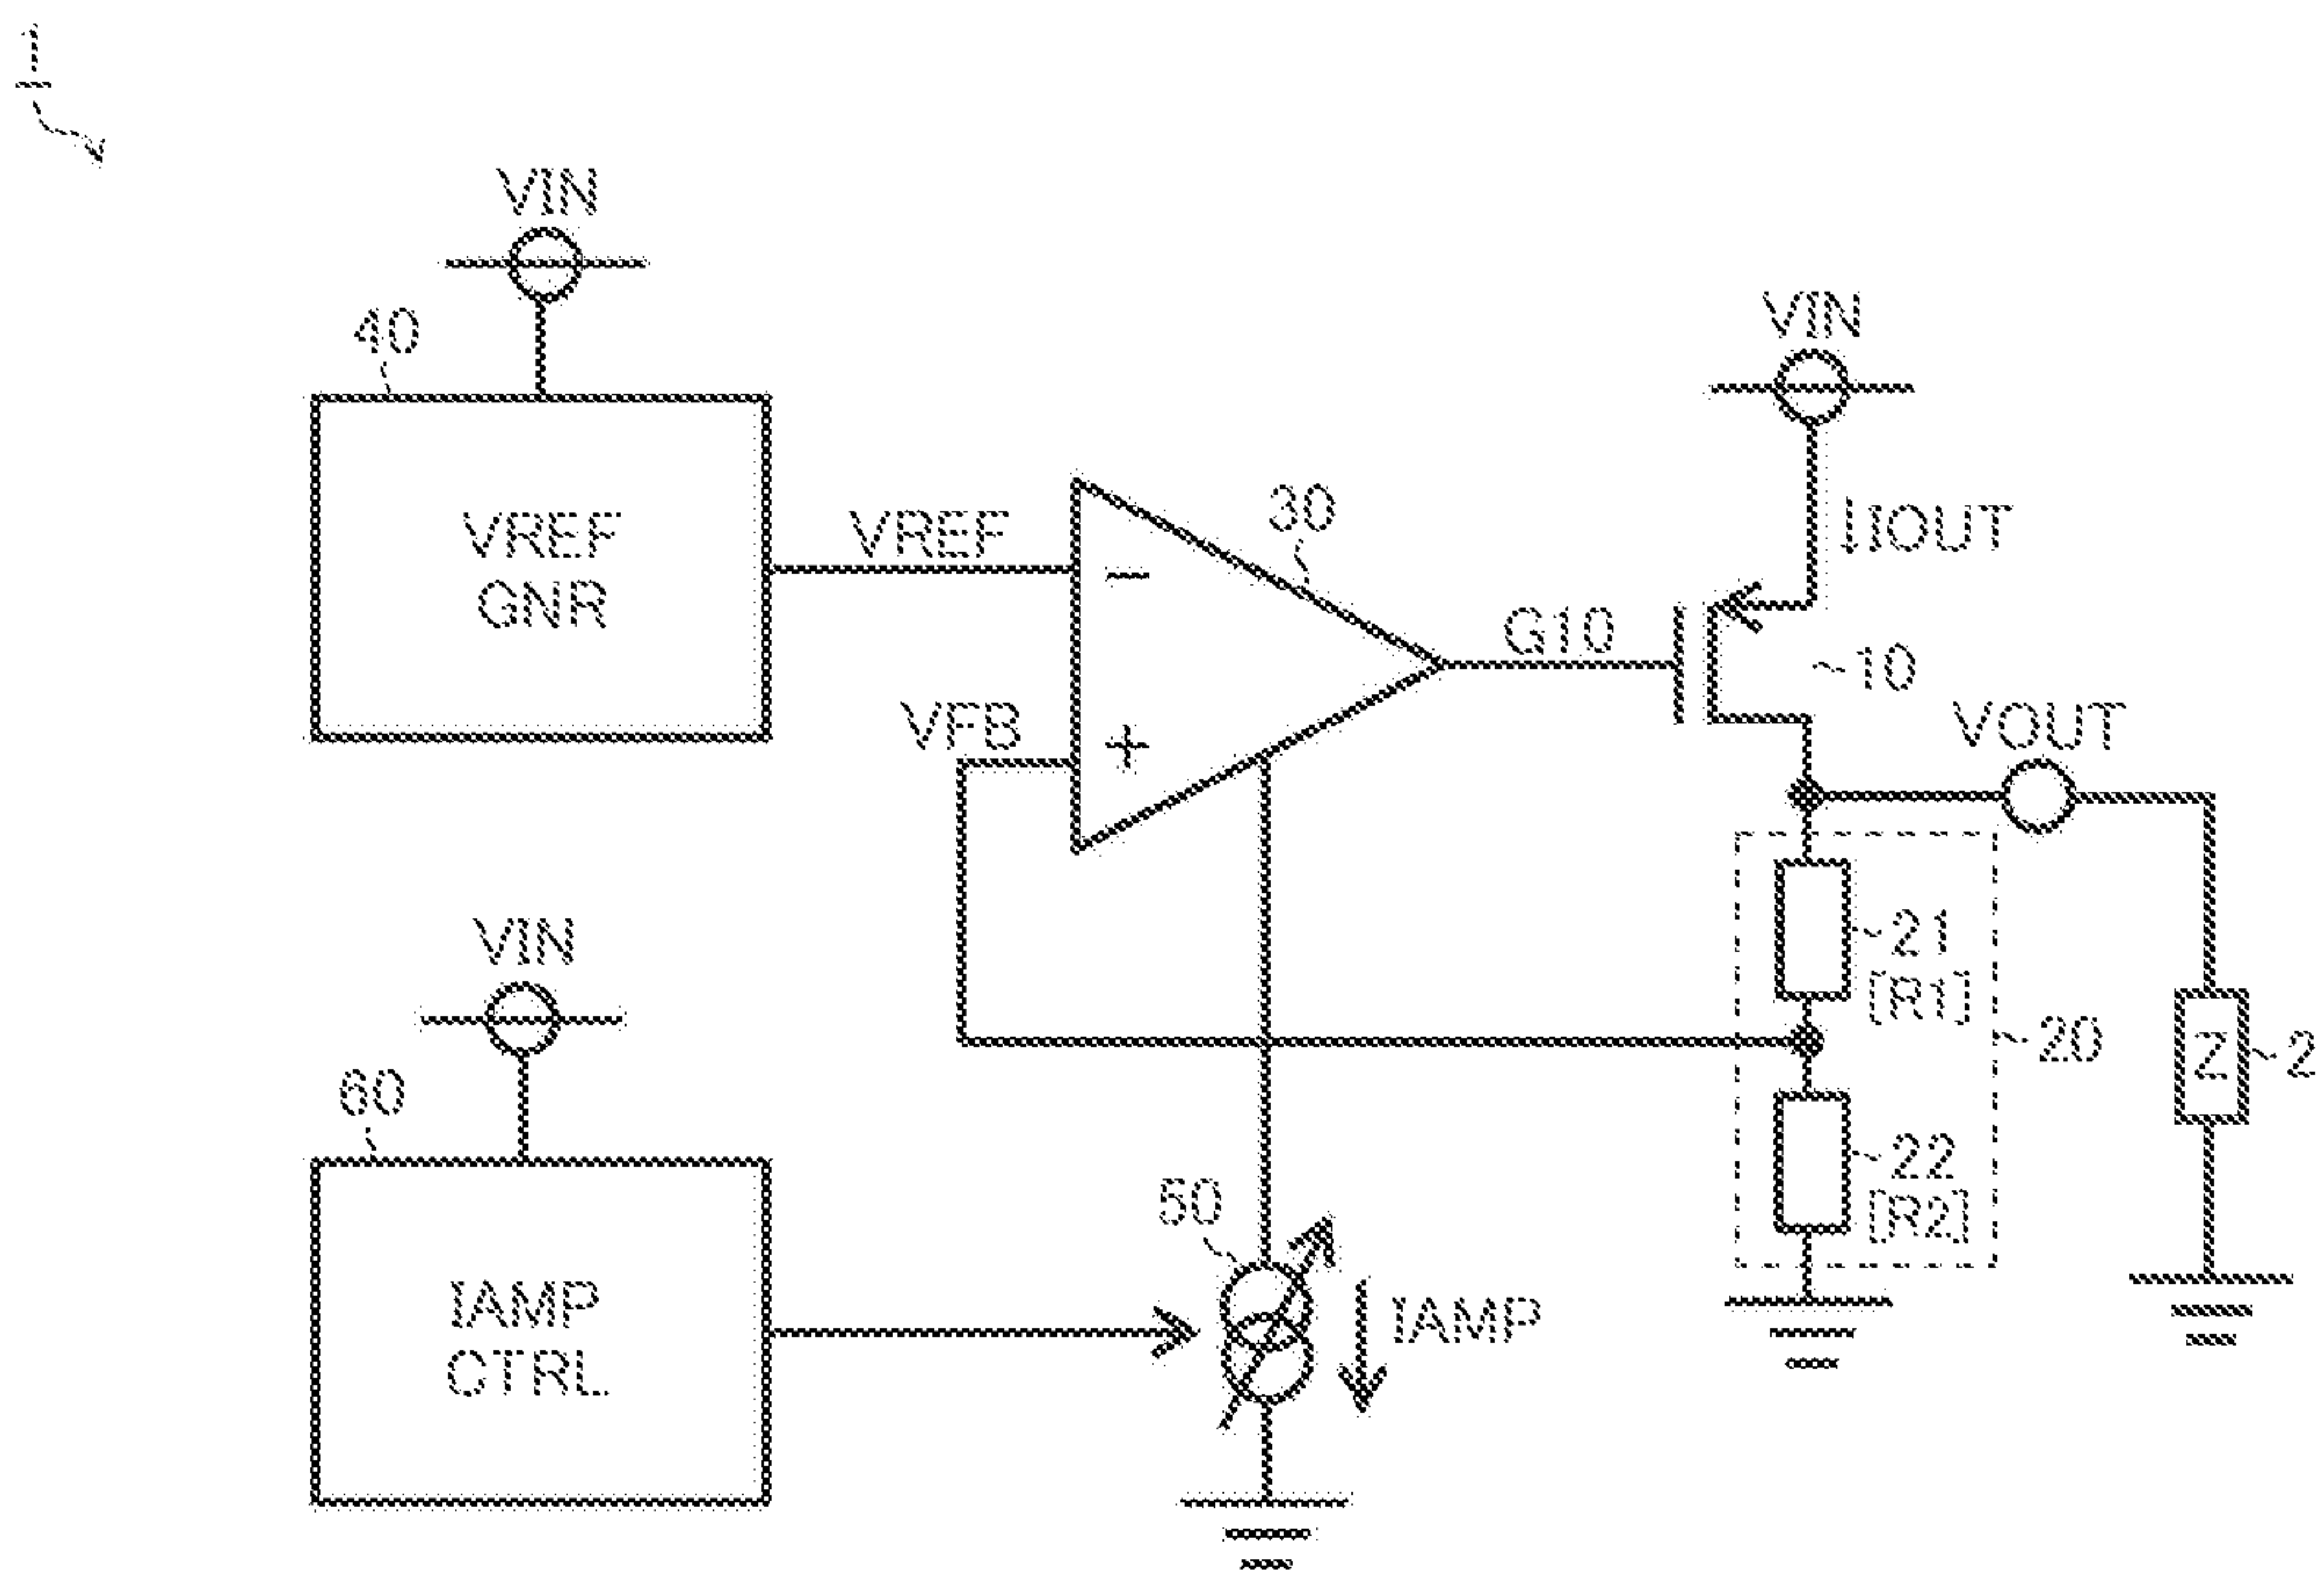 1
VIN
40
VREF
GNR
VREF
30
VFB
G10
VIN
IOUT
10
VOUT
21
[R1]
20
22
[R2]
Z
2
VIN
60
IAMP
CTRL
50
IAMP